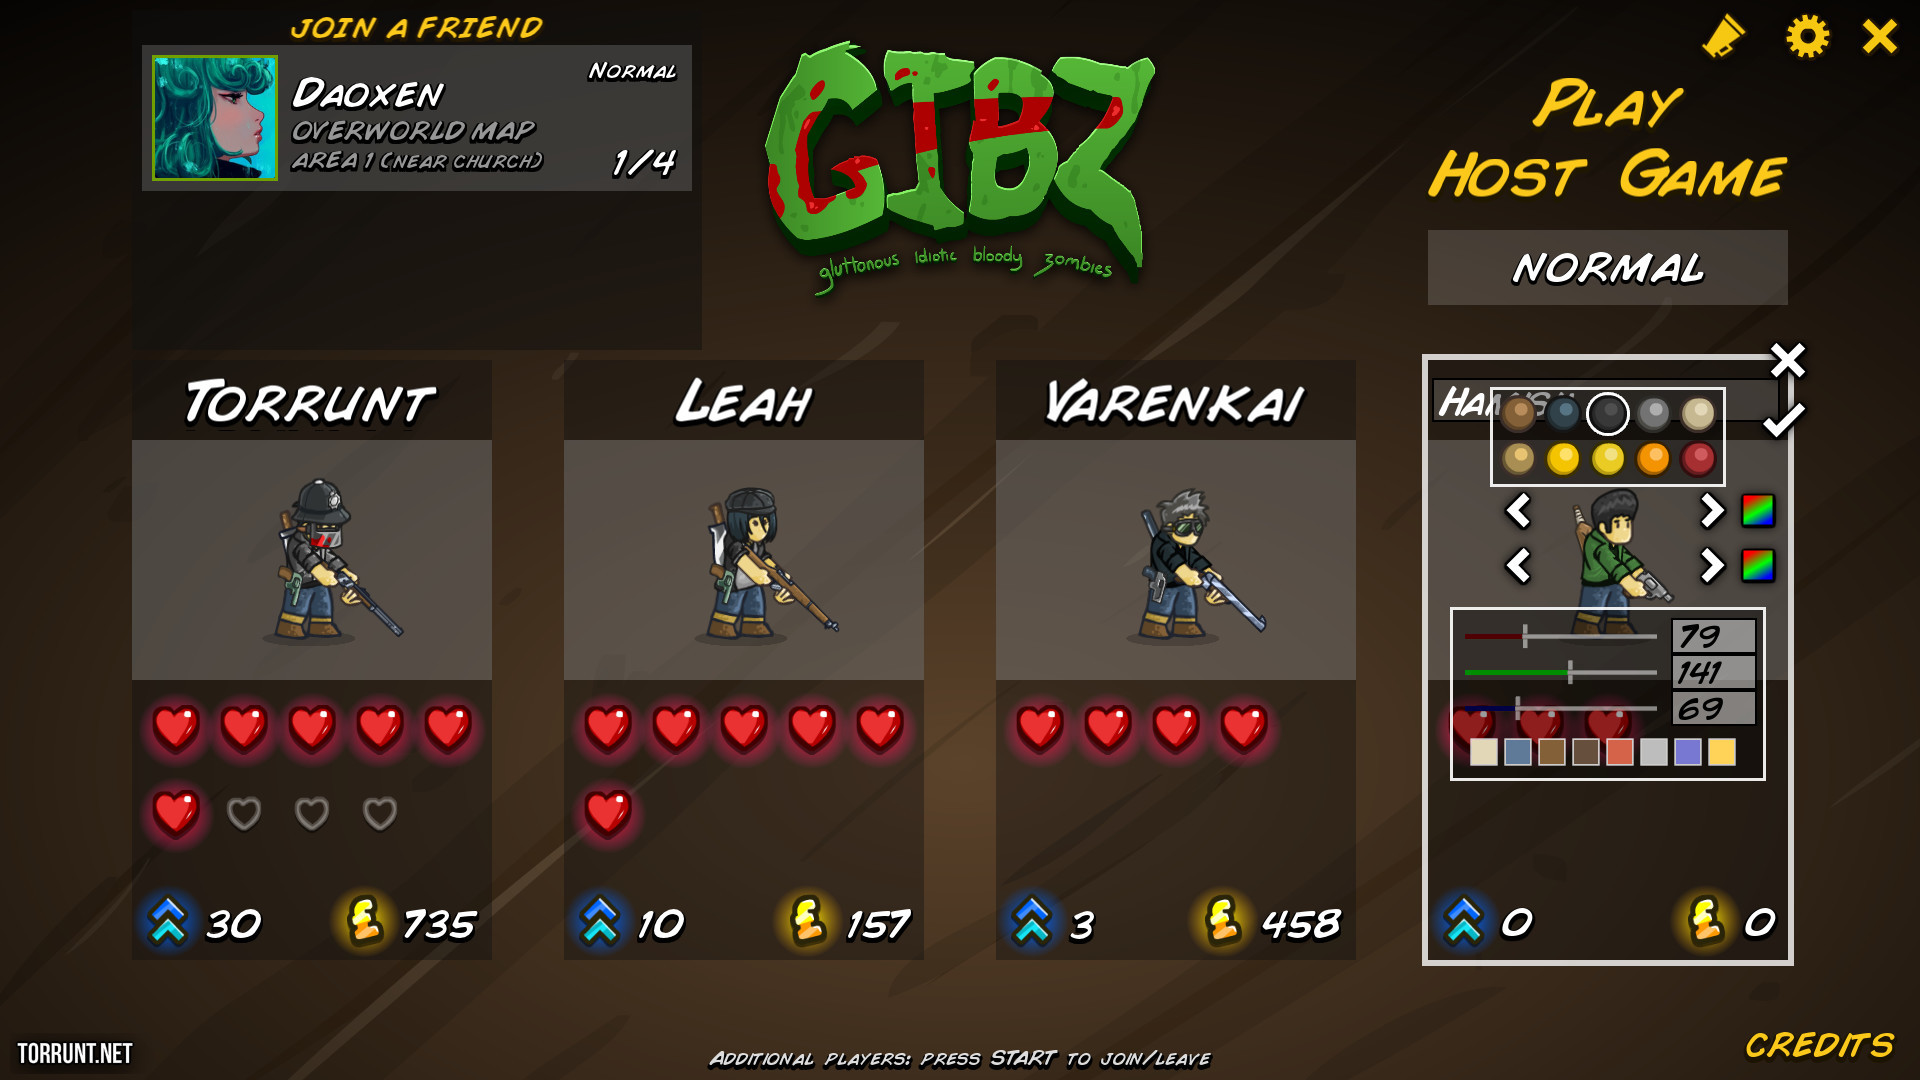 JOIN A FRIEND
DAOXEN
NORMAL
OVERWORLD MAP
AREA 1 (NEAR CHURCH)
1/4
GIBZ
gluttonous Idiotic bloody zombies
PLAY
HOST GAME
NORMAL
TORRUNT
LEAH
VARENKAI
79
141
69
30
735
10
157
3
458
0
0
TORRUNT.NET
ADDITIONAL PLAYERS: PRESS START TO JOIN/LEAVE
CREDITS